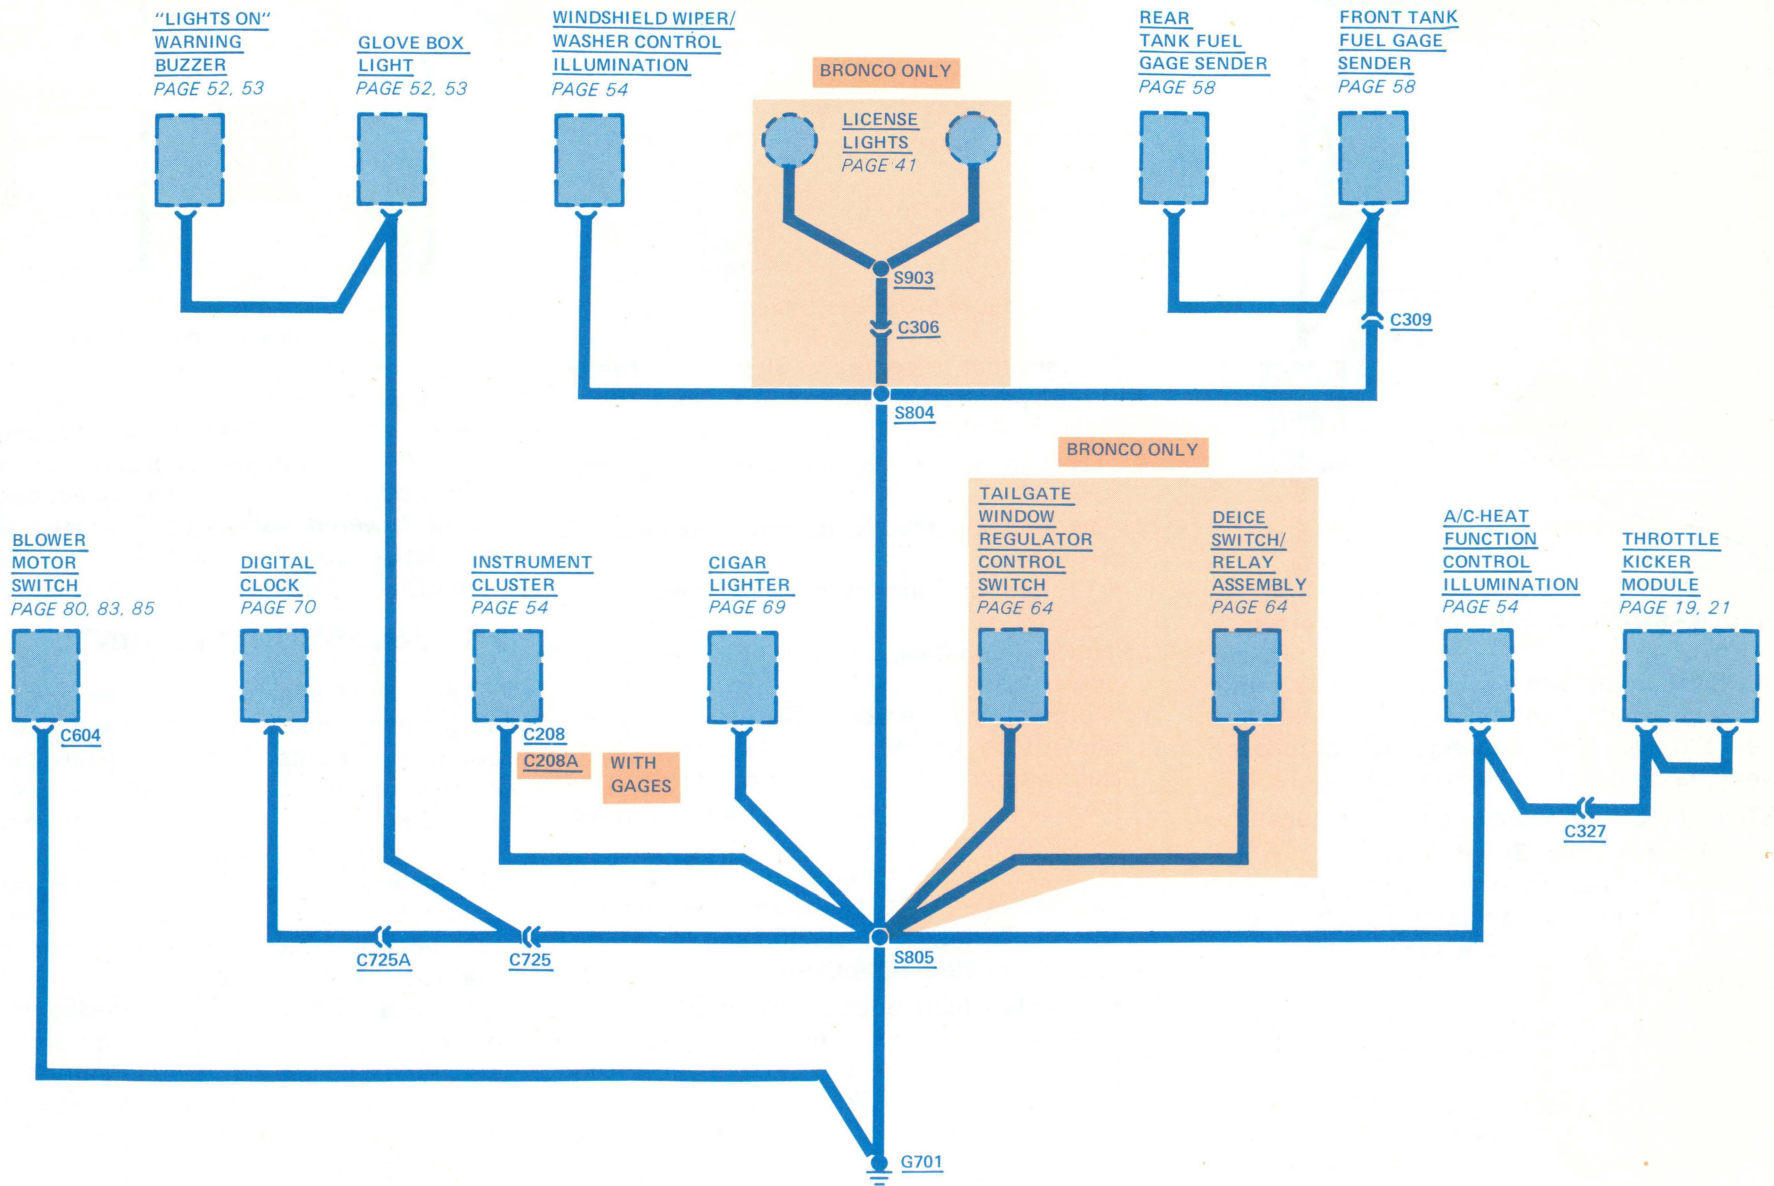 "LIGHTS ON"
WARNING
BUZZER
PAGE 52, 53
GLOVE BOX
LIGHT
PAGE 52, 53
WINDSHIELD WIPER/
WASHER CONTROL
ILLUMINATION
PAGE 54
BRONCO ONLY
LICENSE
LIGHTS
PAGE 41
REAR
TANK FUEL
GAGE SENDER
PAGE 58
FRONT TANK
FUEL GAGE
SENDER
PAGE 58
S903
C306
C309
S804
BRONCO ONLY
BLOWER
MOTOR
SWITCH
PAGE 80, 83, 85
DIGITAL
CLOCK
PAGE 70
INSTRUMENT
CLUSTER
PAGE 54
CIGAR
LIGHTER
PAGE 69
TAILGATE
WINDOW
REGULATOR
CONTROL
SWITCH
PAGE 64
DEICE
SWITCH/
RELAY
ASSEMBLY
PAGE 64
A/C-HEAT
FUNCTION
CONTROL
ILLUMINATION
PAGE 54
THROTTLE
KICKER
MODULE
PAGE 19, 21
C604
C208
C208A
WITH
GAGES
C327
C725A
C725
S805
G701